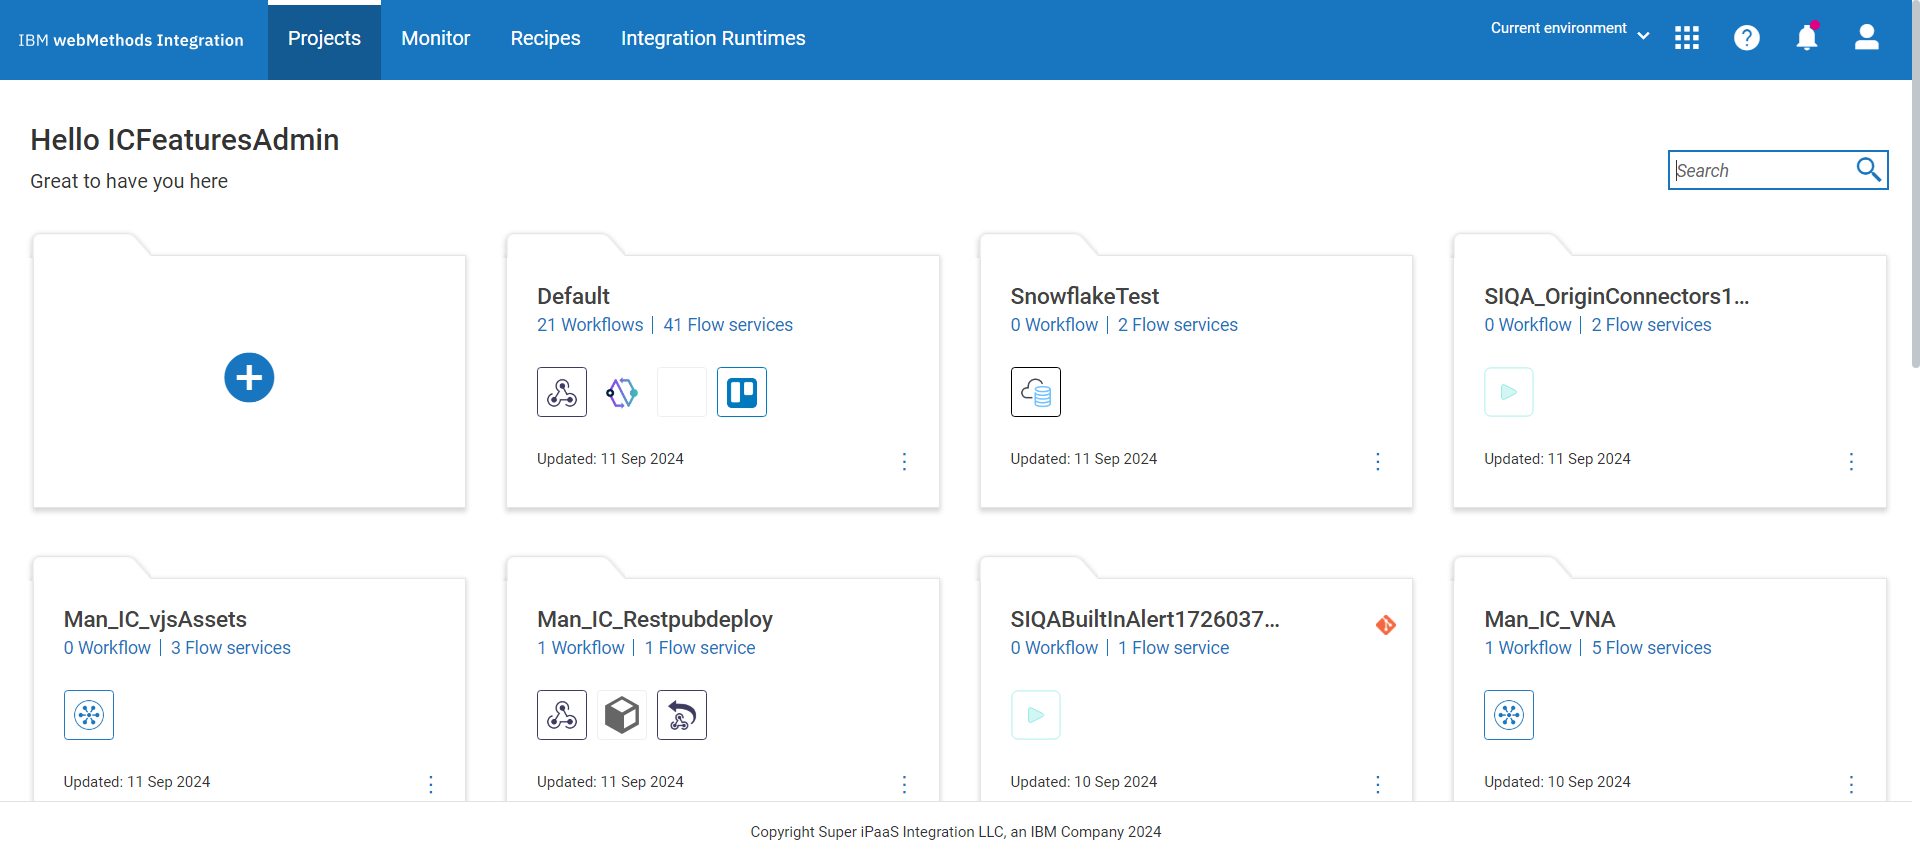 IBM webMethods Integration
Projects
Monitor
Recipes
Integration Runtimes
Current environment
Hello ICFeaturesAdmin
Great to have you here
Search
Default
21 Workflows | 41 Flow services
Updated: 11 Sep 2024
SnowflakeTest
0 Workflow | 2 Flow services
Updated: 11 Sep 2024
SIQA_OriginConnectors1...
0 Workflow | 2 Flow services
Updated: 11 Sep 2024
Man_IC_vjsAssets
0 Workflow | 3 Flow services
Updated: 11 Sep 2024
Man_IC_Restpubdeploy
1 Workflow | 1 Flow service
Updated: 11 Sep 2024
SIQABuiltInAlert1726037...
0 Workflow | 1 Flow service
Updated: 10 Sep 2024
Man_IC_VNA
1 Workflow | 5 Flow services
Updated: 10 Sep 2024
Copyright Super iPaaS Integration LLC, an IBM Company 2024